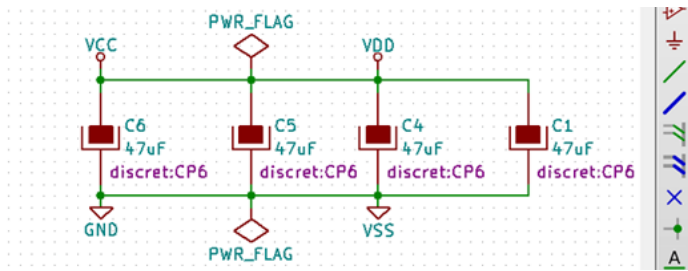 PWR_FLAG
VCC
VDD
C6
47uF
discret:CP6
C5
47uF
discret:CP6
C4
47uF
discret:CP6
C1
47uF
discret:CP6
GND
PWR_FLAG
VSS
A